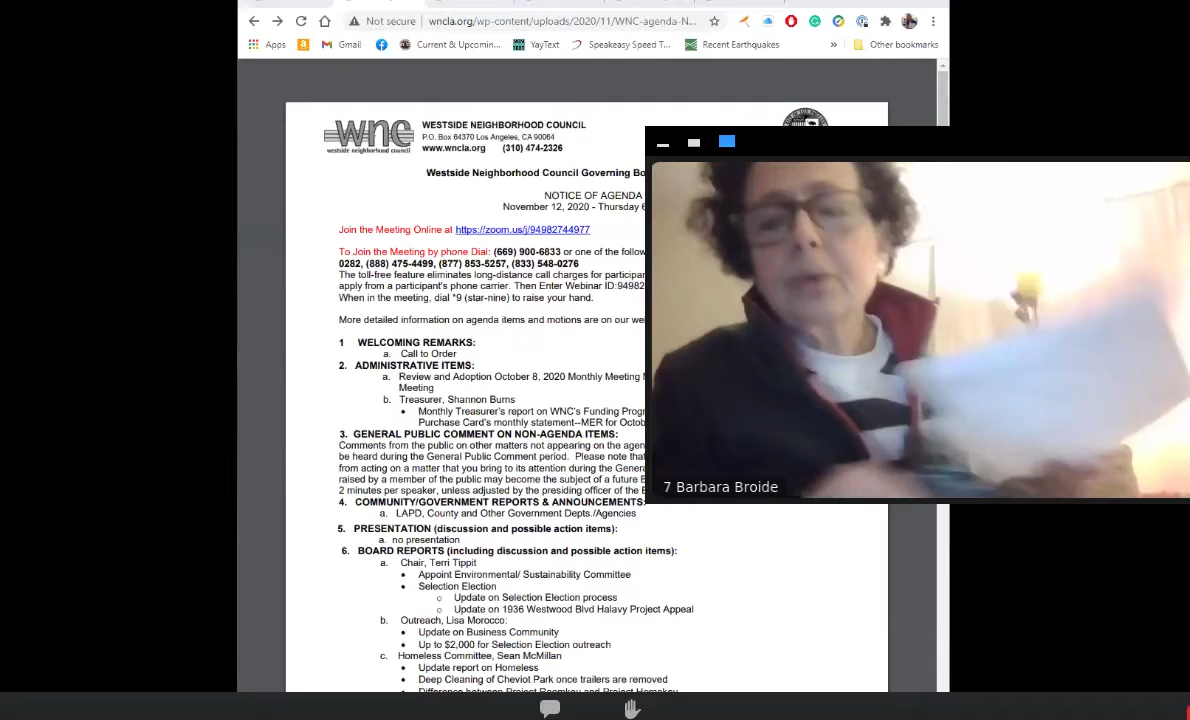 Not secure wncla.org/wp-content/uploads/2020/11/WNC-agenda-N...
Apps Gmail Current & Upcomin... YayText Speakeasy Speed T... Recent Earthquakes » Other bookmarks
wnc
westside neighborhood council
WESTSIDE NEIGHBORHOOD COUNCIL
P.O. Box 64370 Los Angeles, CA 90064
www.wncla.org (310) 474-2326
Westside Neighborhood Council Governing Bo
NOTICE OF AGENDA
November 12, 2020 - Thursday 6
Join the Meeting Online at https://zoom.us/j/94982744977
To Join the Meeting by phone Dial: (669) 900-6833 or one of the follow
0282, (888) 475-4499, (877) 853-5257, (833) 548-0276
The toll-free feature eliminates long-distance call charges for participan
apply from a participant's phone carrier. Then Enter Webinar ID:94982
When in the meeting, dial *9 (star-nine) to raise your hand.
More detailed information on agenda items and motions are on our we
1 WELCOMING REMARKS:
a. Call to Order
2. ADMINISTRATIVE ITEMS:
a. Review and Adoption October 8, 2020 Monthly Meeting
Meeting
b. Treasurer, Shannon Burns
• Monthly Treasurer's report on WNC's Funding Progr
Purchase Card's monthly statement--MER for Octob
3. GENERAL PUBLIC COMMENT ON NON-AGENDA ITEMS:
Comments from the public on other matters not appearing on the agen
be heard during the General Public Comment period. Please note that
from acting on a matter that you bring to its attention during the Genera
raised by a member of the public may become the subject of a future B
2 minutes per speaker, unless adjusted by the presiding officer of the B
4. COMMUNITY/GOVERNMENT REPORTS & ANNOUNCEMENTS:
a. LAPD, County and Other Government Depts./Agencies
5. PRESENTATION (discussion and possible action items):
a. no presentation
6. BOARD REPORTS (including discussion and possible action items):
a. Chair, Terri Tippit
• Appoint Environmental/ Sustainability Committee
• Selection Election
o Update on Selection Election process
o Update on 1936 Westwood Blvd Halavy Project Appeal
b. Outreach, Lisa Morocco:
• Update on Business Community
• Up to $2,000 for Selection Election outreach
c. Homeless Committee, Sean McMillan
• Update report on Homeless
• Deep Cleaning of Cheviot Park once trailers are removed
• Difference between Project Roomkey and Project Homekey
7 Barbara Broide